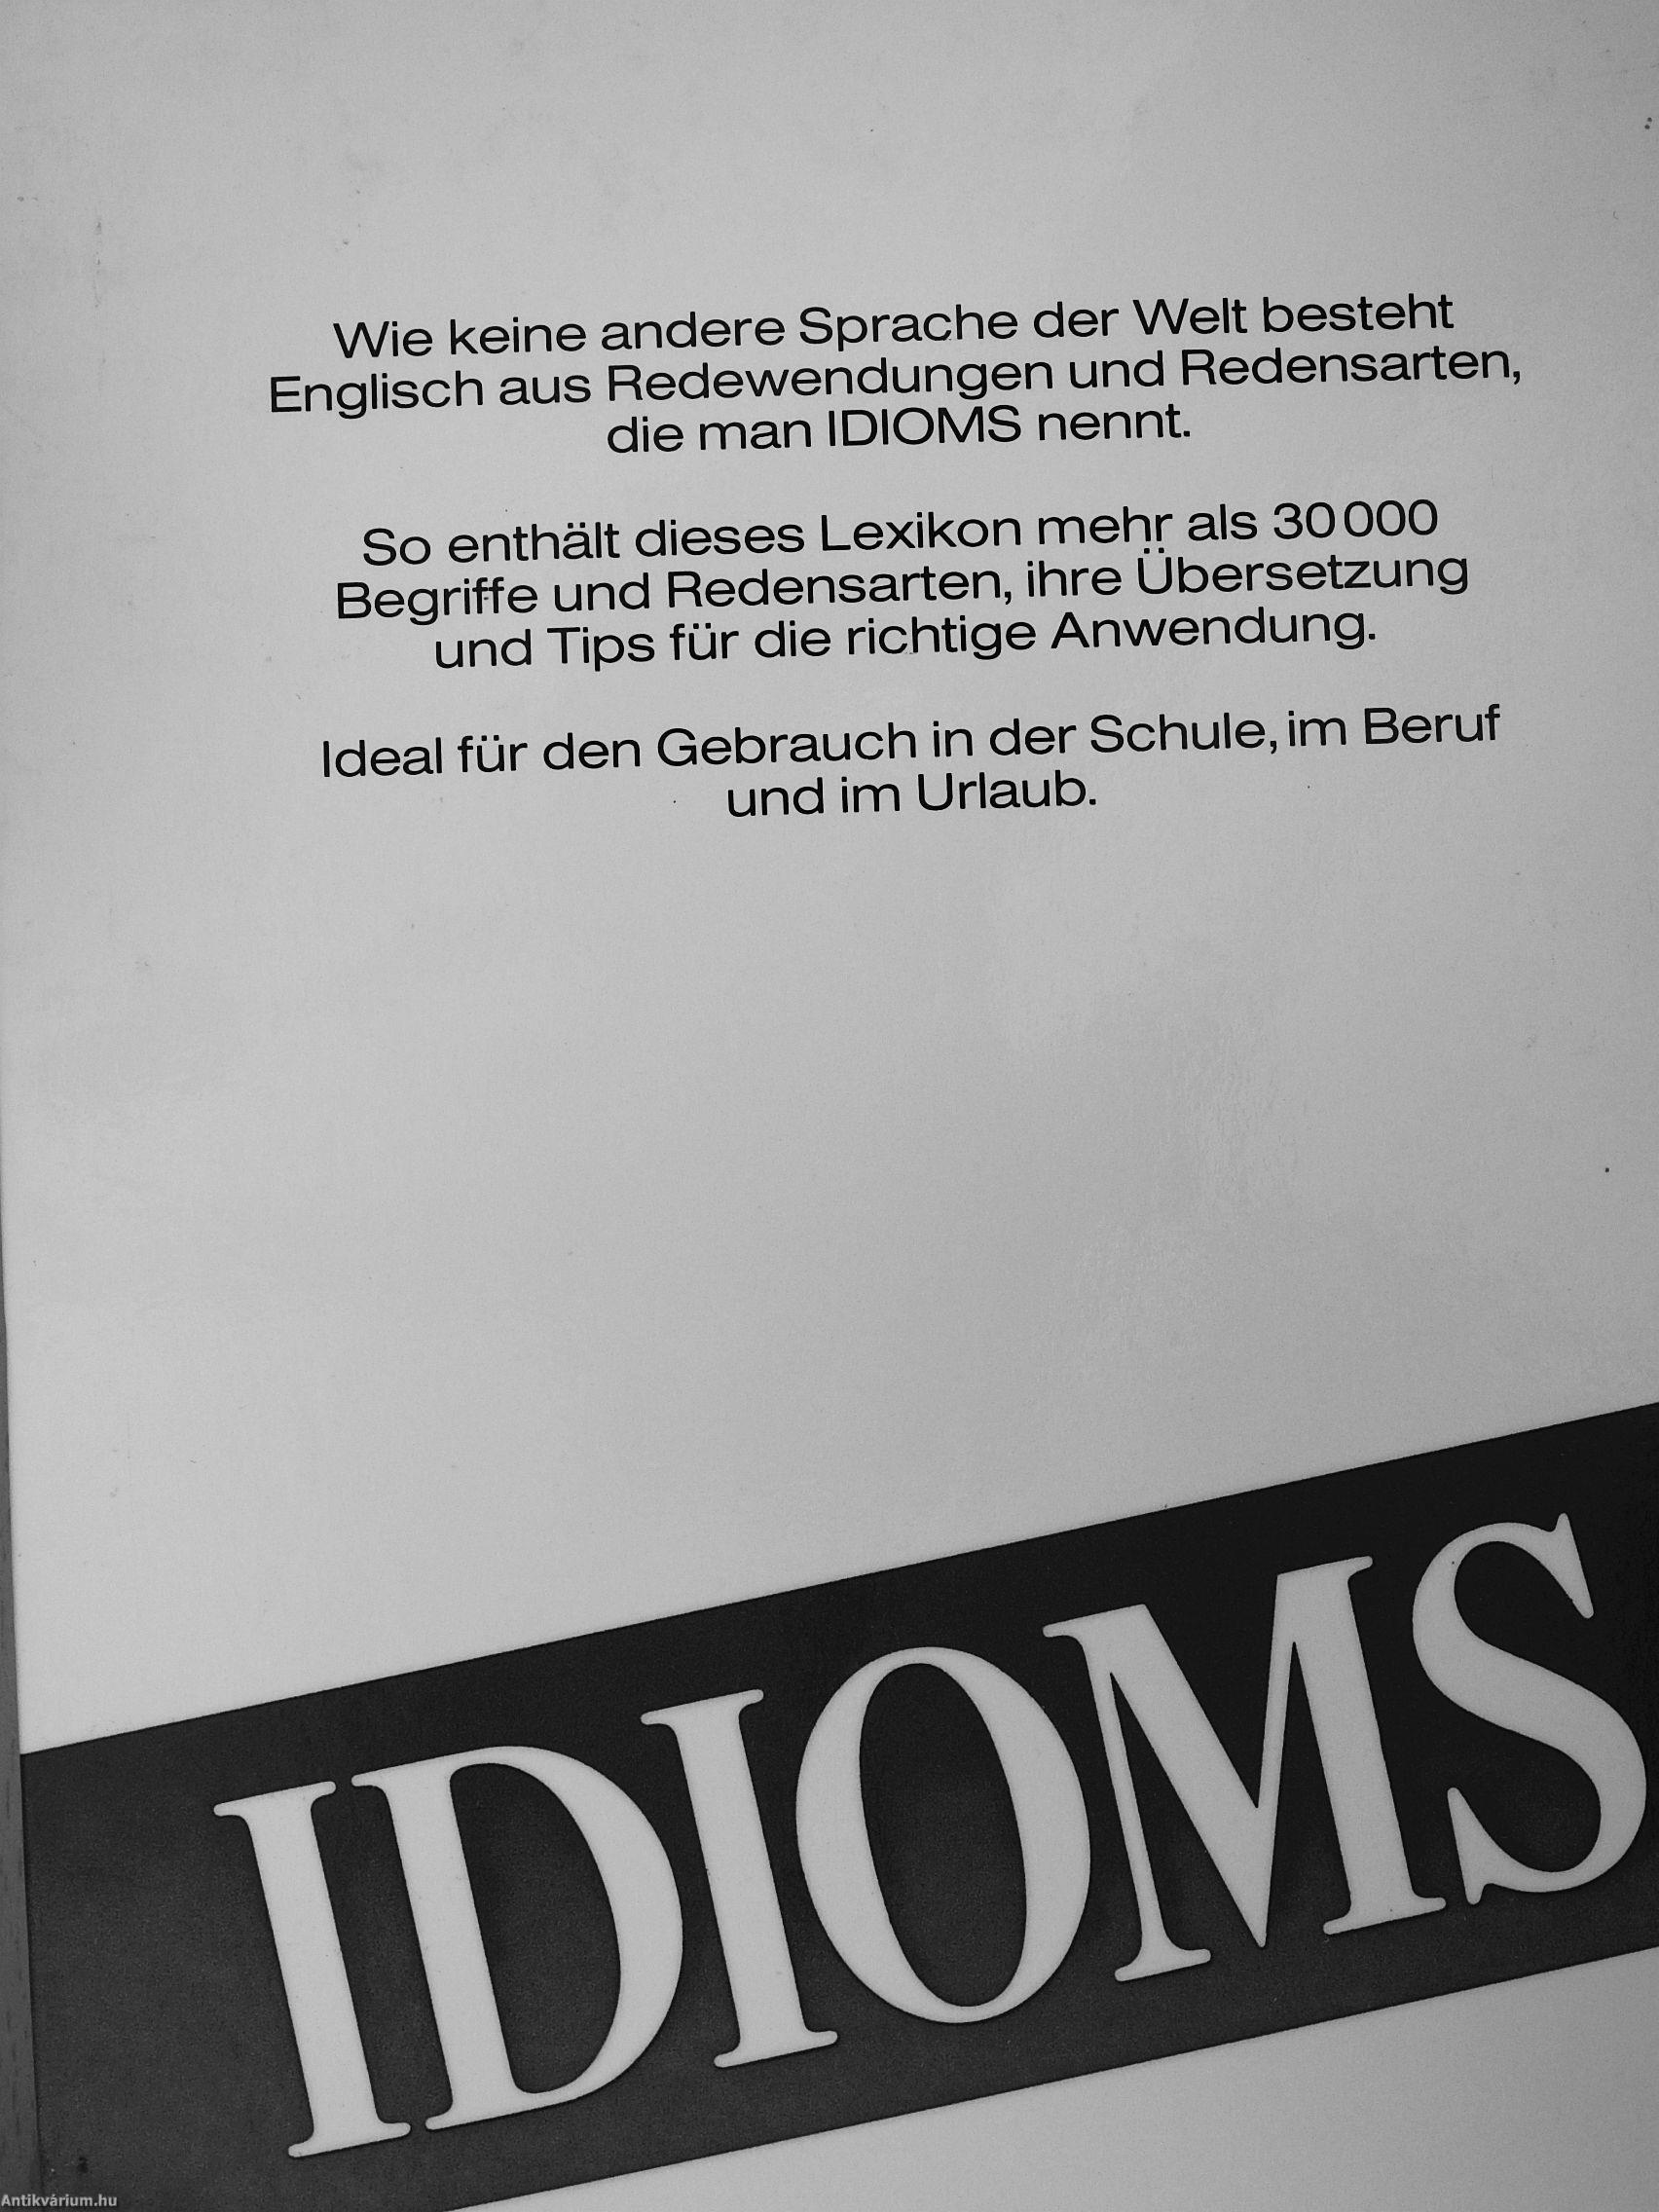 Wie keine andere Sprache der Welt besteht
Englisch aus Redewendungen und Redensarten,
die man IDIOMS nennt.
So enthält dieses Lexikon mehr als 30 000
Begriffe und Redensarten, ihre Übersetzung
und Tips für die richtige Anwendung.
Ideal für den Gebrauch in der Schule, im Beruf
und im Urlaub.
IDIOMS
Antikvárium.hu